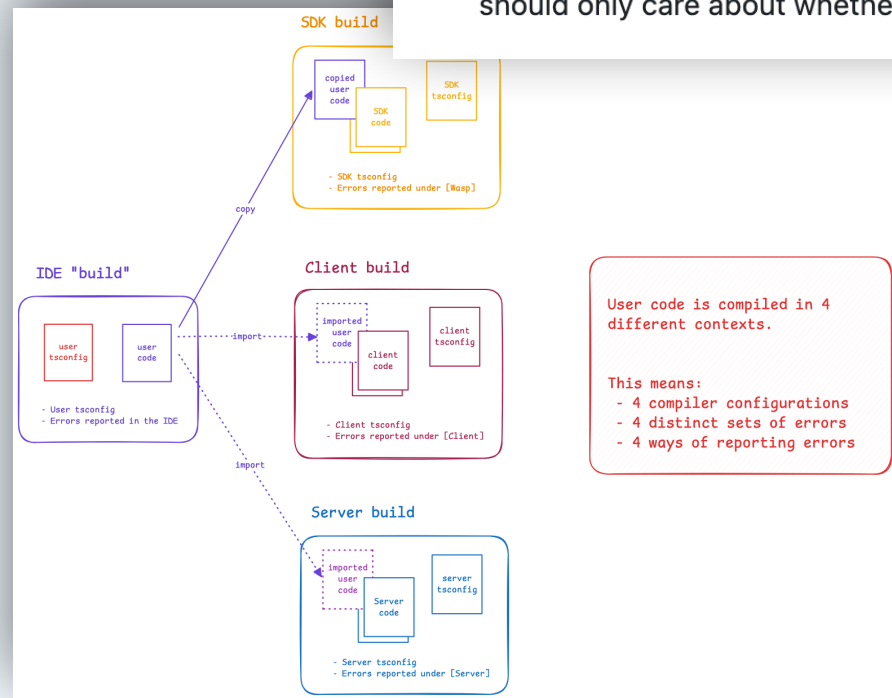 should only care about whethe
SDK build
copied
user
code
SDK
code
SDK
tsconfig
- SDK tsconfig
- Errors reported under [Wasp]
copy
IDE "build"
user
tsconfig
user
code
- User tsconfig
- Errors reported in the IDE
import
import
Client build
imported
user
code
client
code
client
tsconfig
- Client tsconfig
- Errors reported under [Client]
Server build
imported
user
code
Server
code
server
tsconfig
- Server tsconfig
- Errors reported under [Server]
User code is compiled in 4
different contexts.
This means:
- 4 compiler configurations
- 4 distinct sets of errors
- 4 ways of reporting errors